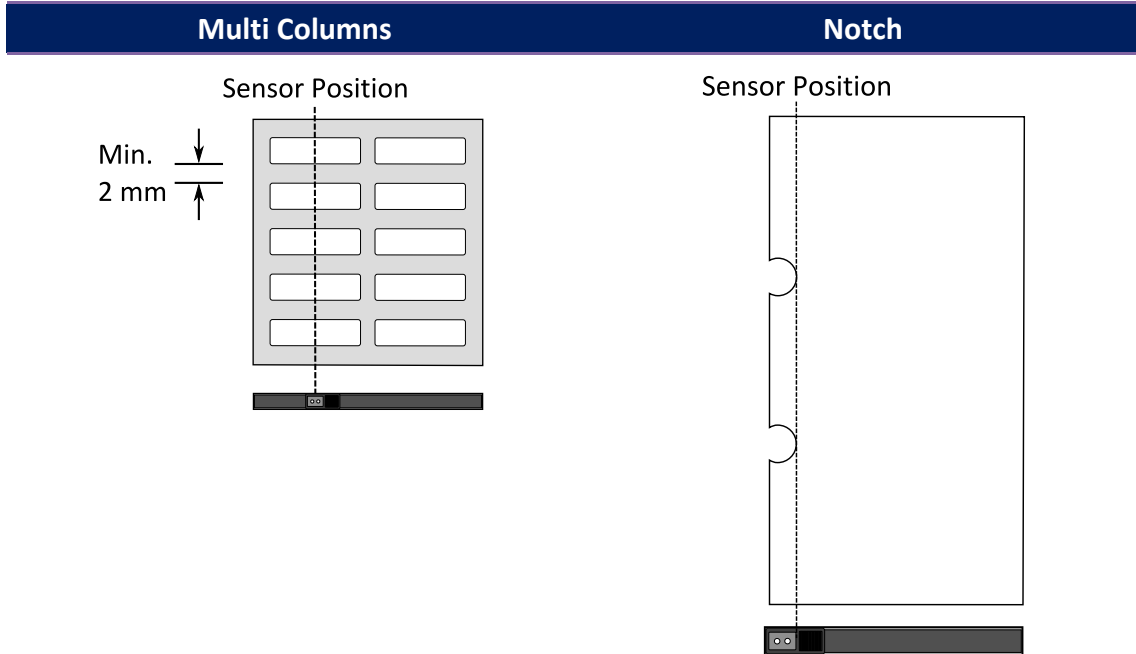 Multi Columns
Notch
Sensor Position
Sensor Position
Min.
2 mm